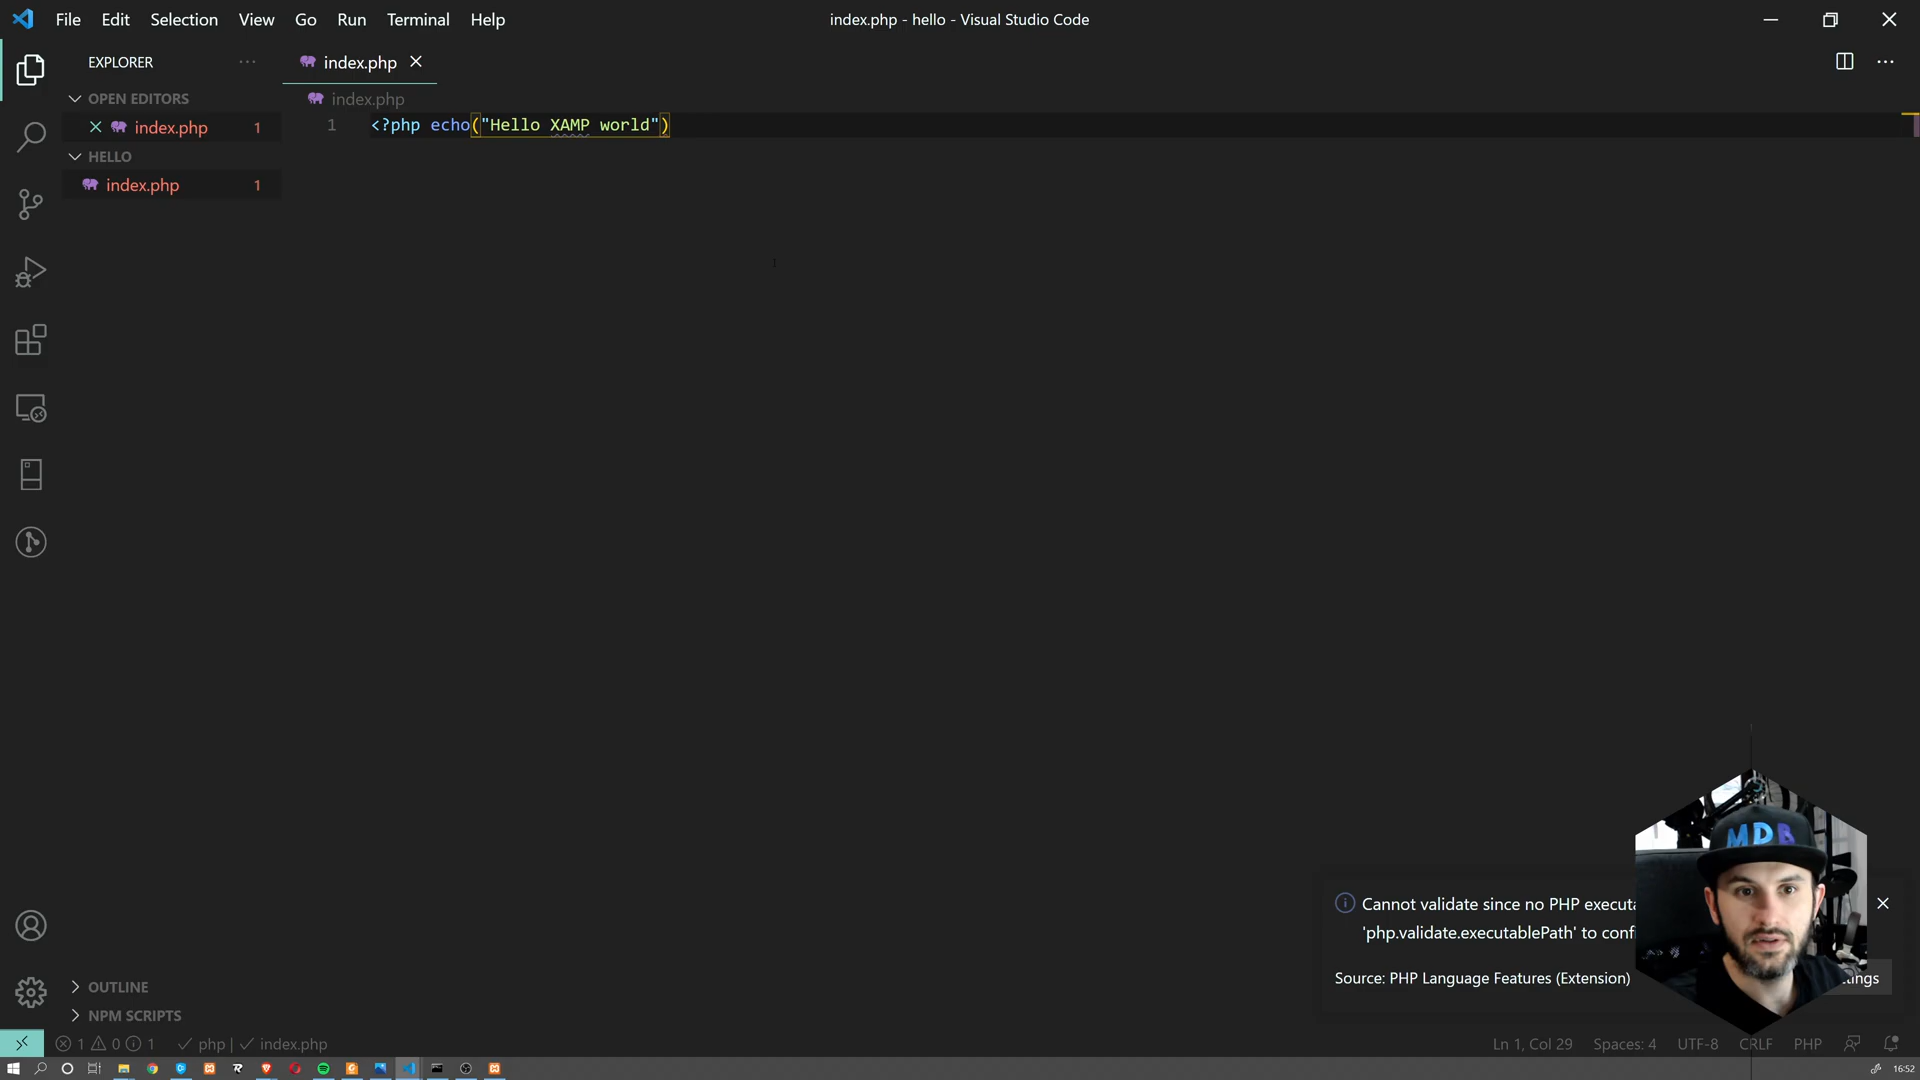 File Edit Selection View Go Run Terminal Help
index.php - hello - Visual Studio Code
EXPLORER
index.php
OPEN EDITORS
index.php 1
HELLO
index.php 1
index.php
1 <?php echo("Hello XAMP world")
MDB
Cannot validate since no PHP executa
'php.validate.executablePath' to conf
Source: PHP Language Features (Extension)
OUTLINE
NPM SCRIPTS
1 0 1 php | index.php
Ln 1, Col 29 Spaces: 4 UTF-8 CRLF PHP
16:52